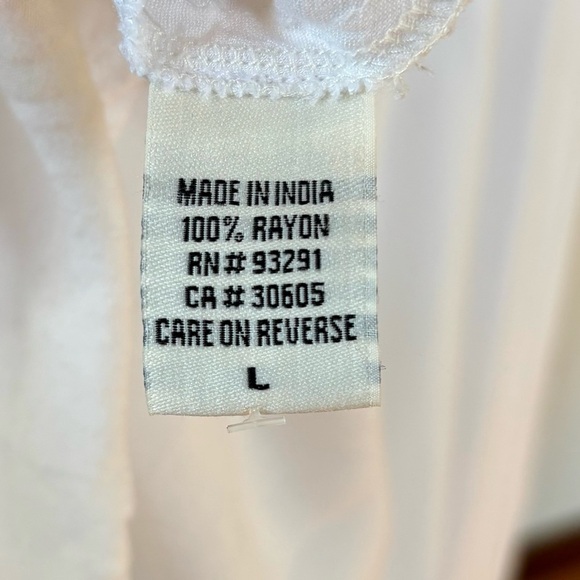 MADE IN INDIA
100% RAYON
RN# 93291
CA# 30605
CARE ON REVERSE
L